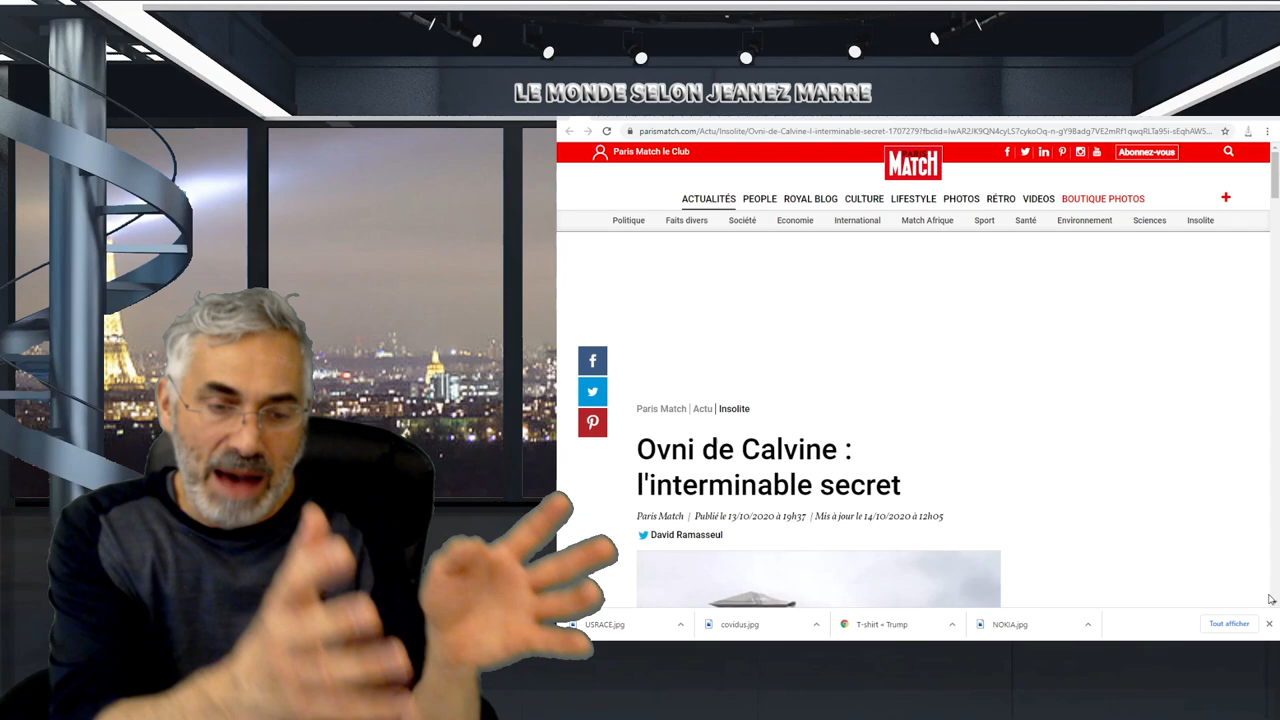 LE MONDE SELON JEANEZ MARRE
Paris Match le Club
PARIS
MATCH
Abonnez-vous
ACTUALITÉS PEOPLE ROYAL BLOG CULTURE LIFESTYLE PHOTOS RÉTRO VIDEOS BOUTIQUE PHOTOS
Politique Faits divers Société Economie International Match Afrique Sport Santé Environnement Sciences Insolite
Paris Match | Actu | Insolite
Ovni de Calvine :
l'interminable secret
Paris Match | Publié le 13/10/2020 à 19h37 | Mis à jour le 14/10/2020 à 12h05
David Ramasseul
USRACE.jpg covidus.jpg T-shirt « Trump NOKIA.jpg Tout afficher